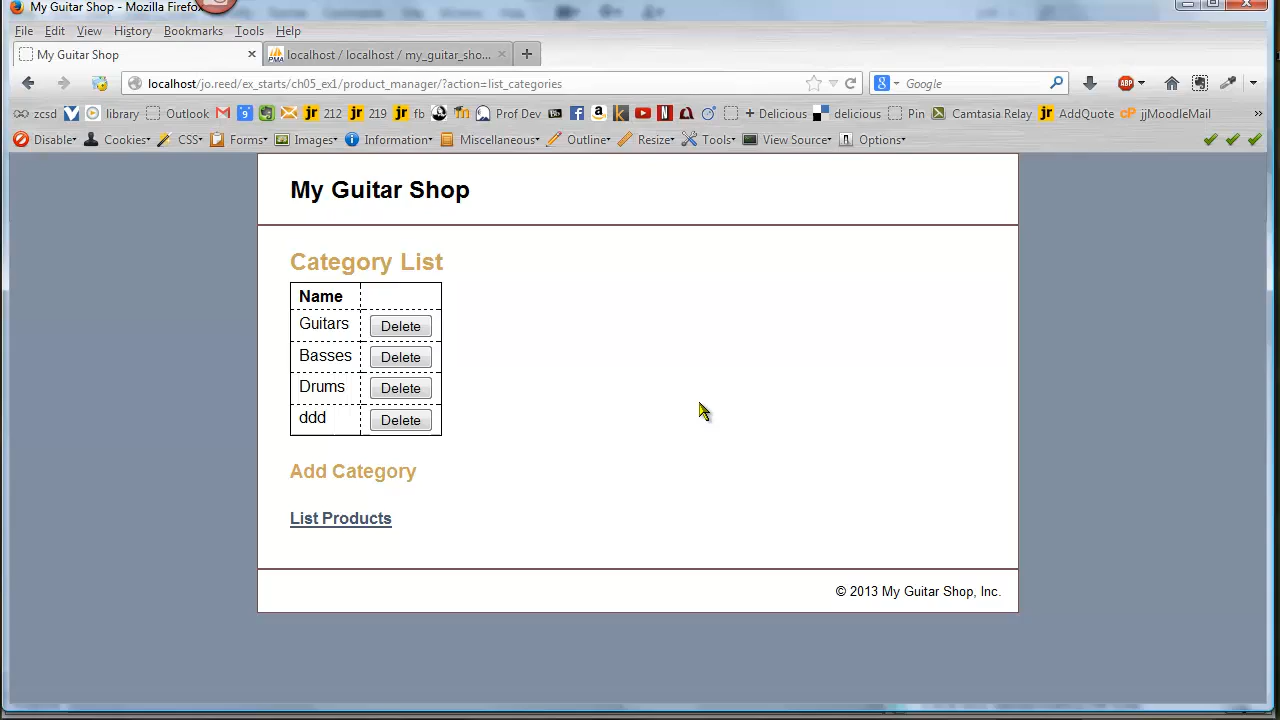 My Guitar Shop - Mozilla Firefox
File Edit View History Bookmarks Tools Help
My Guitar Shop × localhost / localhost / my_guitar_sho... × +
localhost/jo.reed/ex_starts/ch05_ex1/product_manager/?action=list_categories Google
zcsd library Outlook 212 219 fb Prof Dev + Delicious delicious Pin Camtasia Relay AddQuote jjMoodleMail »
Disable Cookies CSS Forms Images Information Miscellaneous Outline Resize Tools View Source Options
My Guitar Shop
Category List
Name
Guitars Delete
Basses Delete
Drums Delete
ddd Delete
Add Category
List Products
© 2013 My Guitar Shop, Inc.